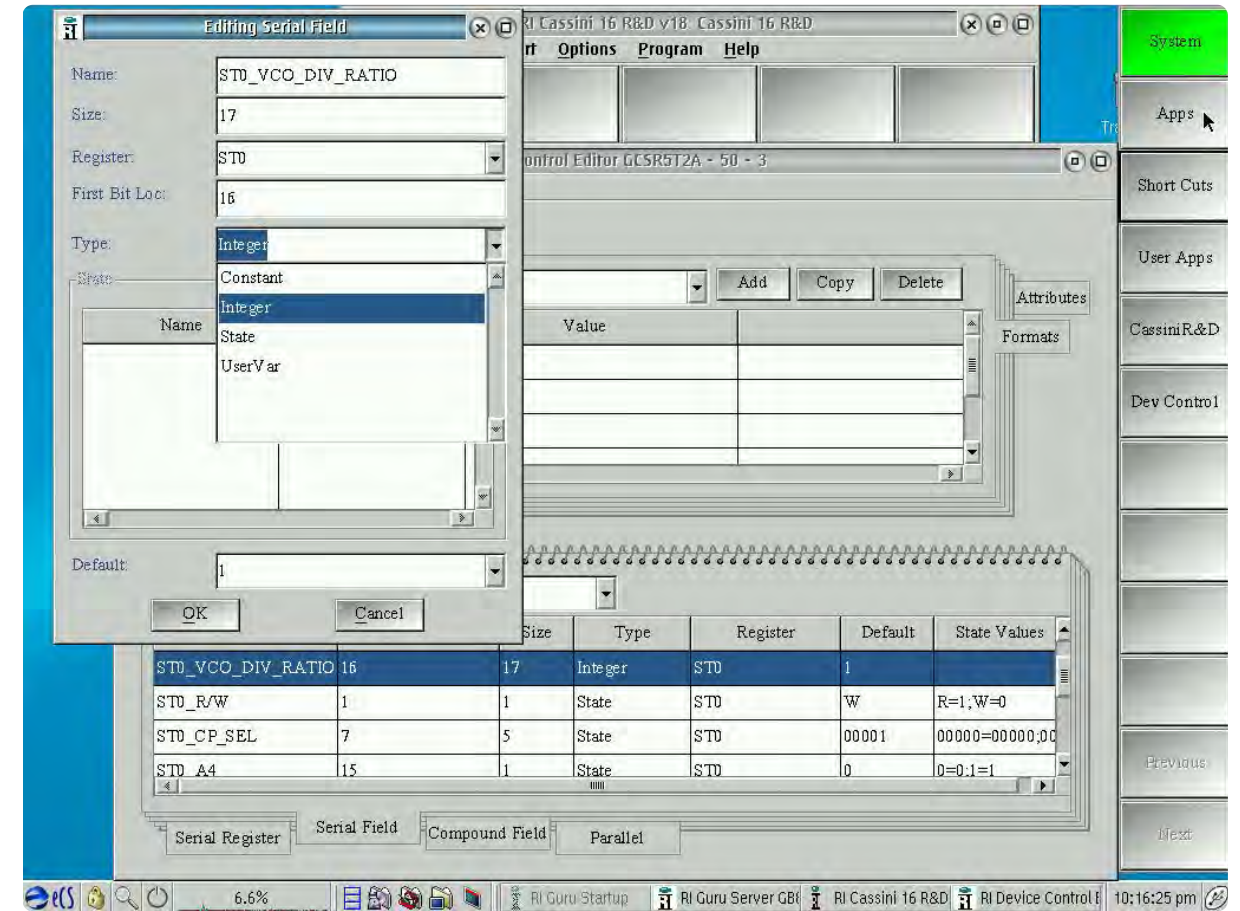 Editing Serial Field
Name:
ST0_VCO_DIV_RATIO
Size:
17
Register:
ST0
First Bit Loc:
16
Type:
Integer
Constant
Integer
State
UserVar
State
Name
Default:
1
OK
Cancel
RI Cassini 16 R&D v18 Cassini 16 R&D
rt Options Program Help
ontrol Editor GCSR5T2A - 50 - 3
Add
Copy
Delete
Attributes
Formats
Value
Size
Type
Register
Default
State Values
ST0_VCO_DIV_RATIO 16 17 Integer ST0 1
ST0_R/W 1 1 State ST0 W R=1;W=0
ST0_CP_SEL 7 5 State ST0 00001 00000=00000;00
ST0_A4 15 1 State ST0 0 0=0;1=1
Serial Register
Serial Field
Compound Field
Parallel
Tr
System
Apps
Short Cuts
User Apps
CassiniR&D
Dev Control
Previous
Next
eCS
6.6%
RI Guru Startup
RI Guru Server GB
RI Cassini 16 R&D
RI Device Control E
10:16:25 pm